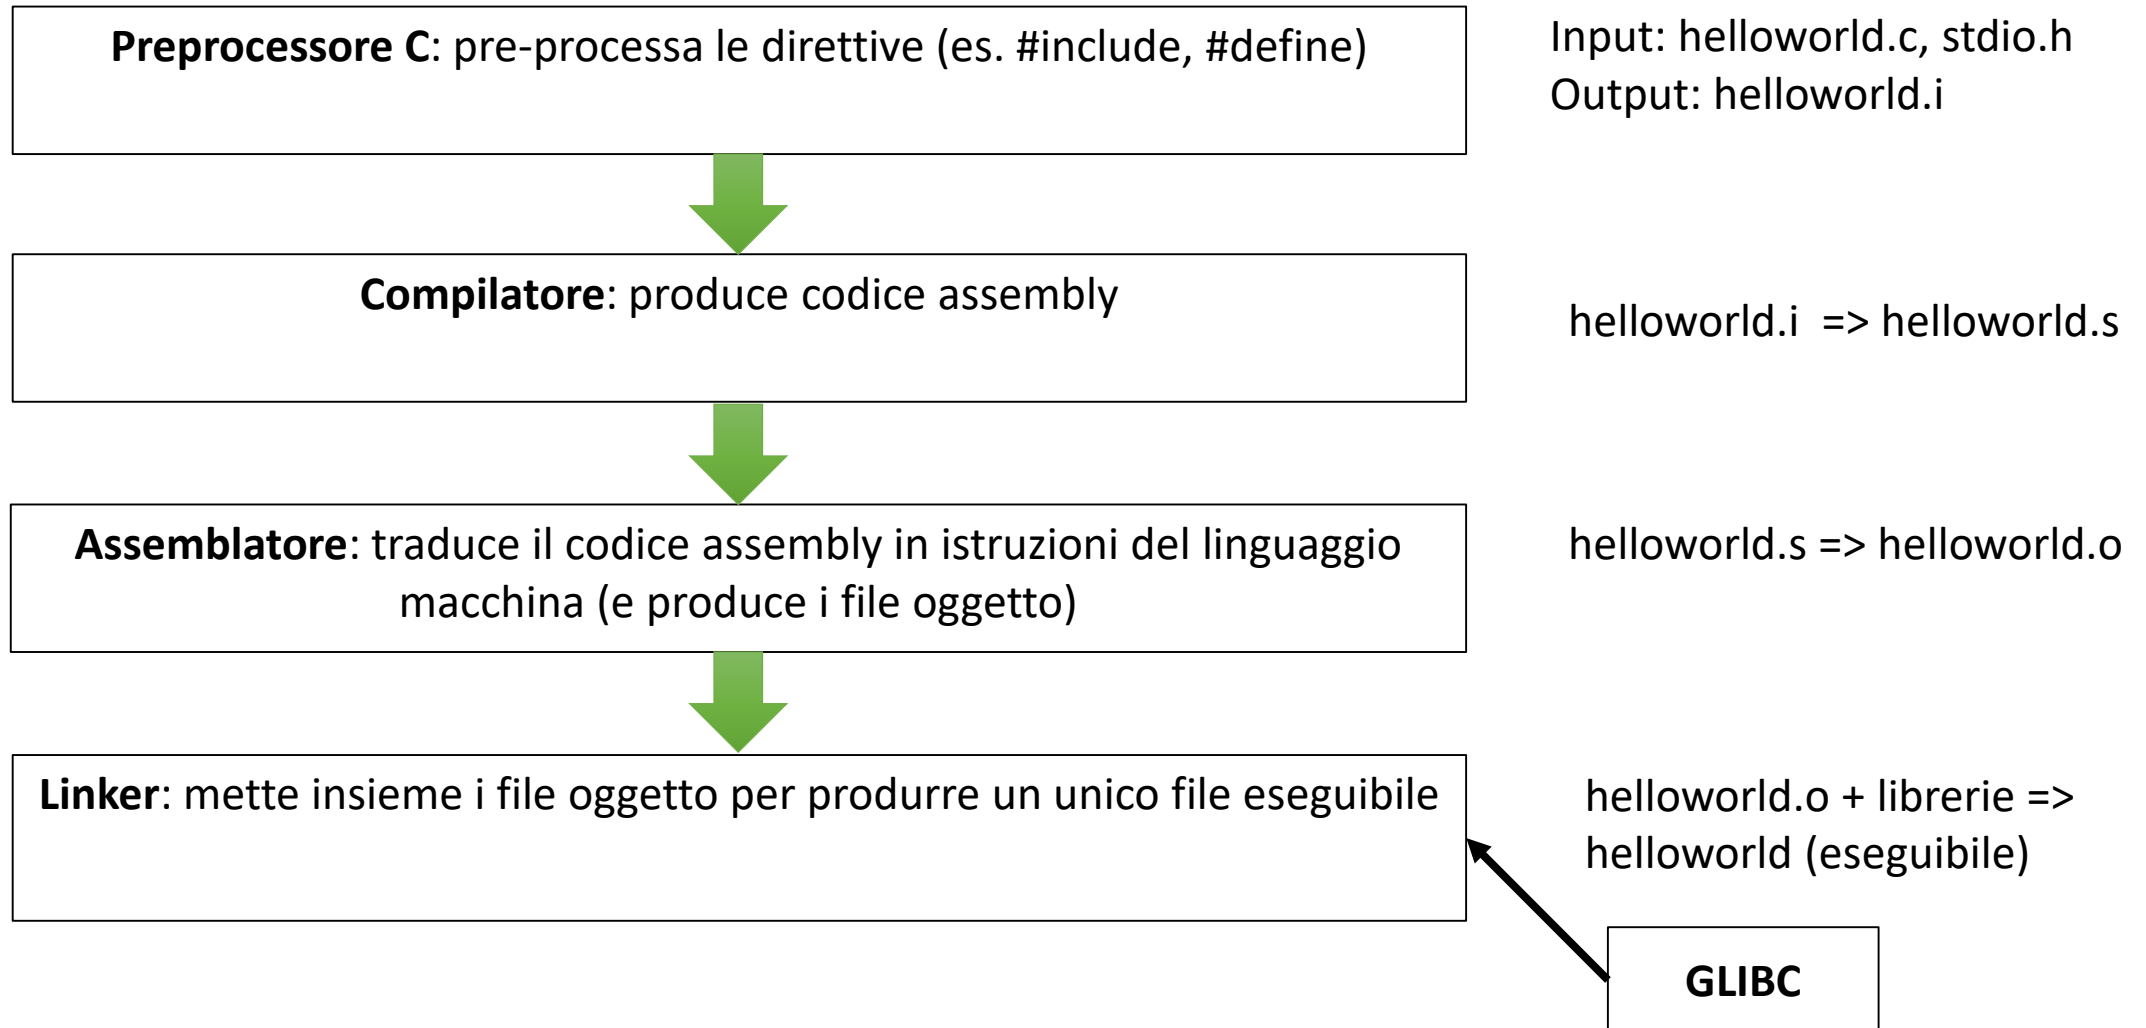 Preprocessore C: pre-processa le direttive (es. #include, #define)
Input: helloworld.c, stdio.h
Output: helloworld.i
Compilatore: produce codice assembly
helloworld.i  => helloworld.s
Assemblatore: traduce il codice assembly in istruzioni del linguaggio
macchina (e produce i file oggetto)
helloworld.s => helloworld.o
Linker: mette insieme i file oggetto per produrre un unico file eseguibile
helloworld.o + librerie =>
helloworld (eseguibile)
GLIBC